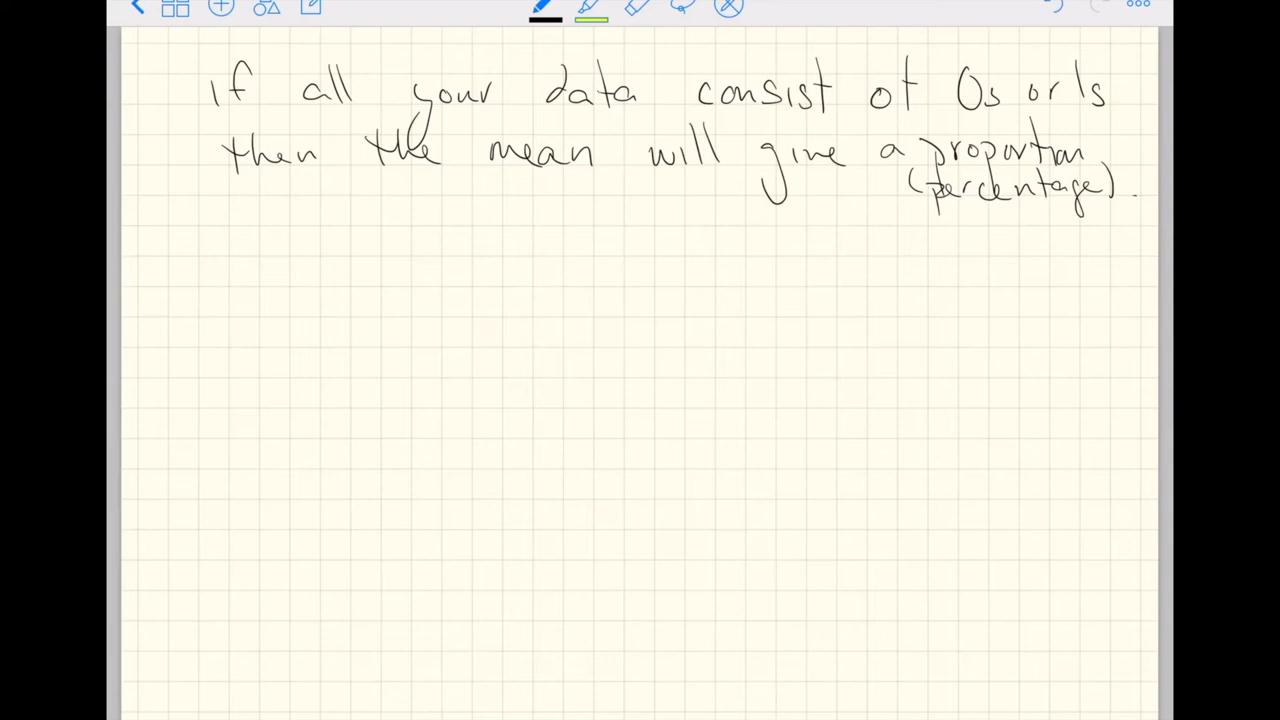 if all your data consist of 0s or 1s
then the mean will give a proportion
(percentage).